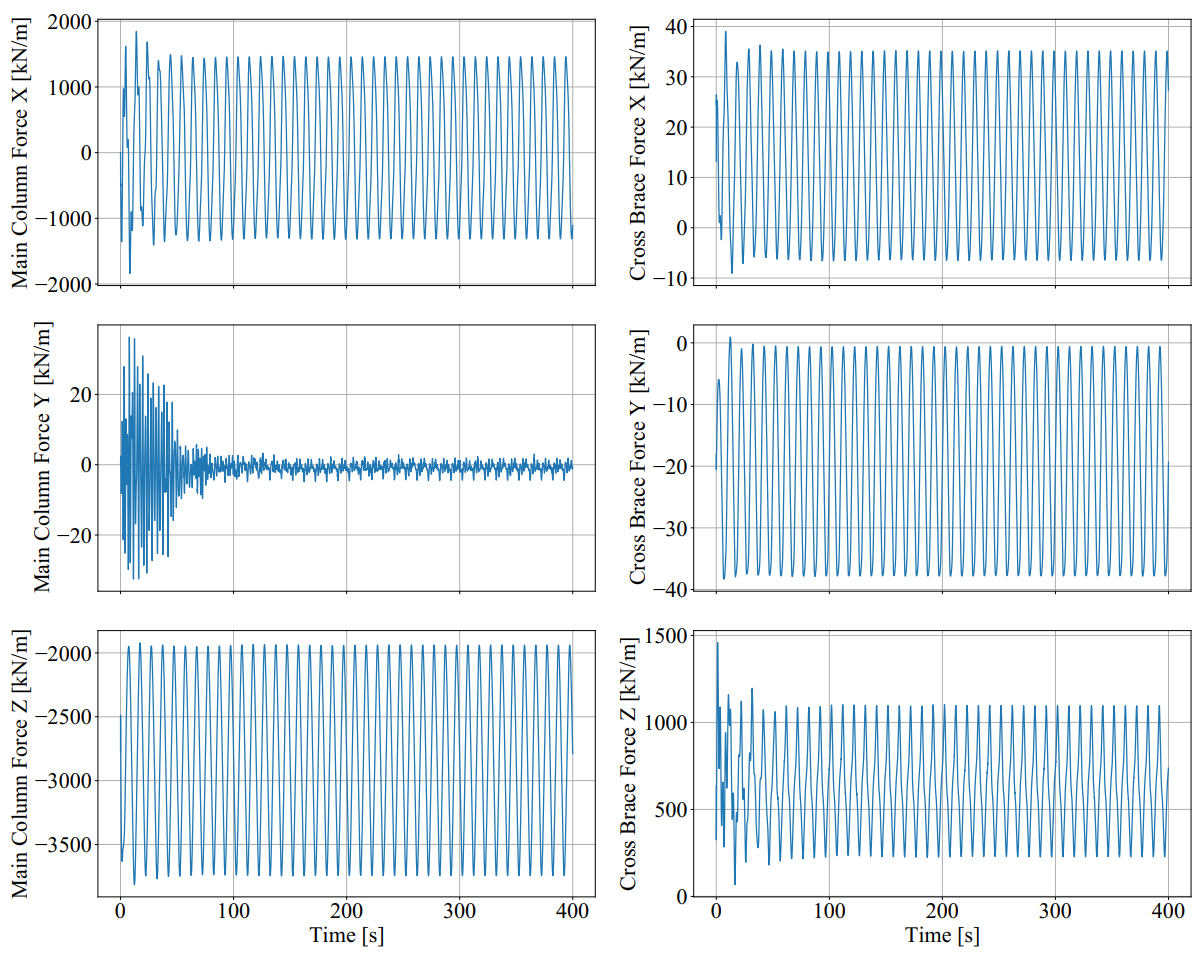 Main Column Force X [kN/m]
2000
1000
0
−1000
−2000
Cross Brace Force X [kN/m]
40
30
20
10
0
−10
Main Column Force Y [kN/m]
20
0
−20
Cross Brace Force Y [kN/m]
0
−10
−20
−30
−40
Main Column Force Z [kN/m]
−2000
−2500
−3000
−3500
0 100 200 300 400
Time [s]
Cross Brace Force Z [kN/m]
1500
1000
500
0
0 100 200 300 400
Time [s]